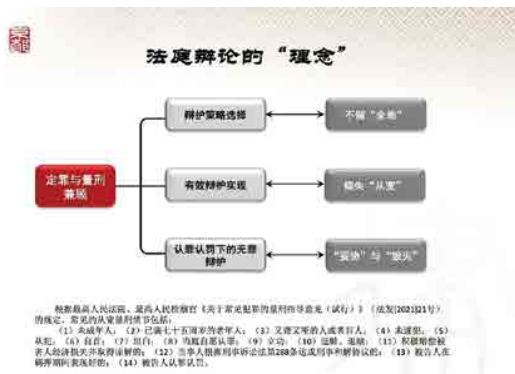 法庭辩论的“理念”
辩护策略选择
不留“余地”
定罪与量刑
兼顾
有效辩护实现
错失“从宽”
认罪认罚下的无罪
辩护
“妥协”与“毁灭”
根据最高人民法院、最高人民检察官《关于常见犯罪的量刑指导意见（试行）》（法发[2021]21号）
的规定，常见的从宽量刑情节包括：
（1）未成年人；（2）已满七十五周岁的老年人；（3）又聋又哑的人或者盲人；（4）未遂犯；（5）
从犯；（6）自首；（7）坦白；（8）当庭自愿认罪；（9）立功；（10）退赃、退赔；（11）积极赔偿被
害人经济损失并取得谅解的；（12）当事人根据刑事诉讼法第288条达成刑事和解协议的；（13）被告人在
羁押期间表现好的；（14）被告人认罪认罚。